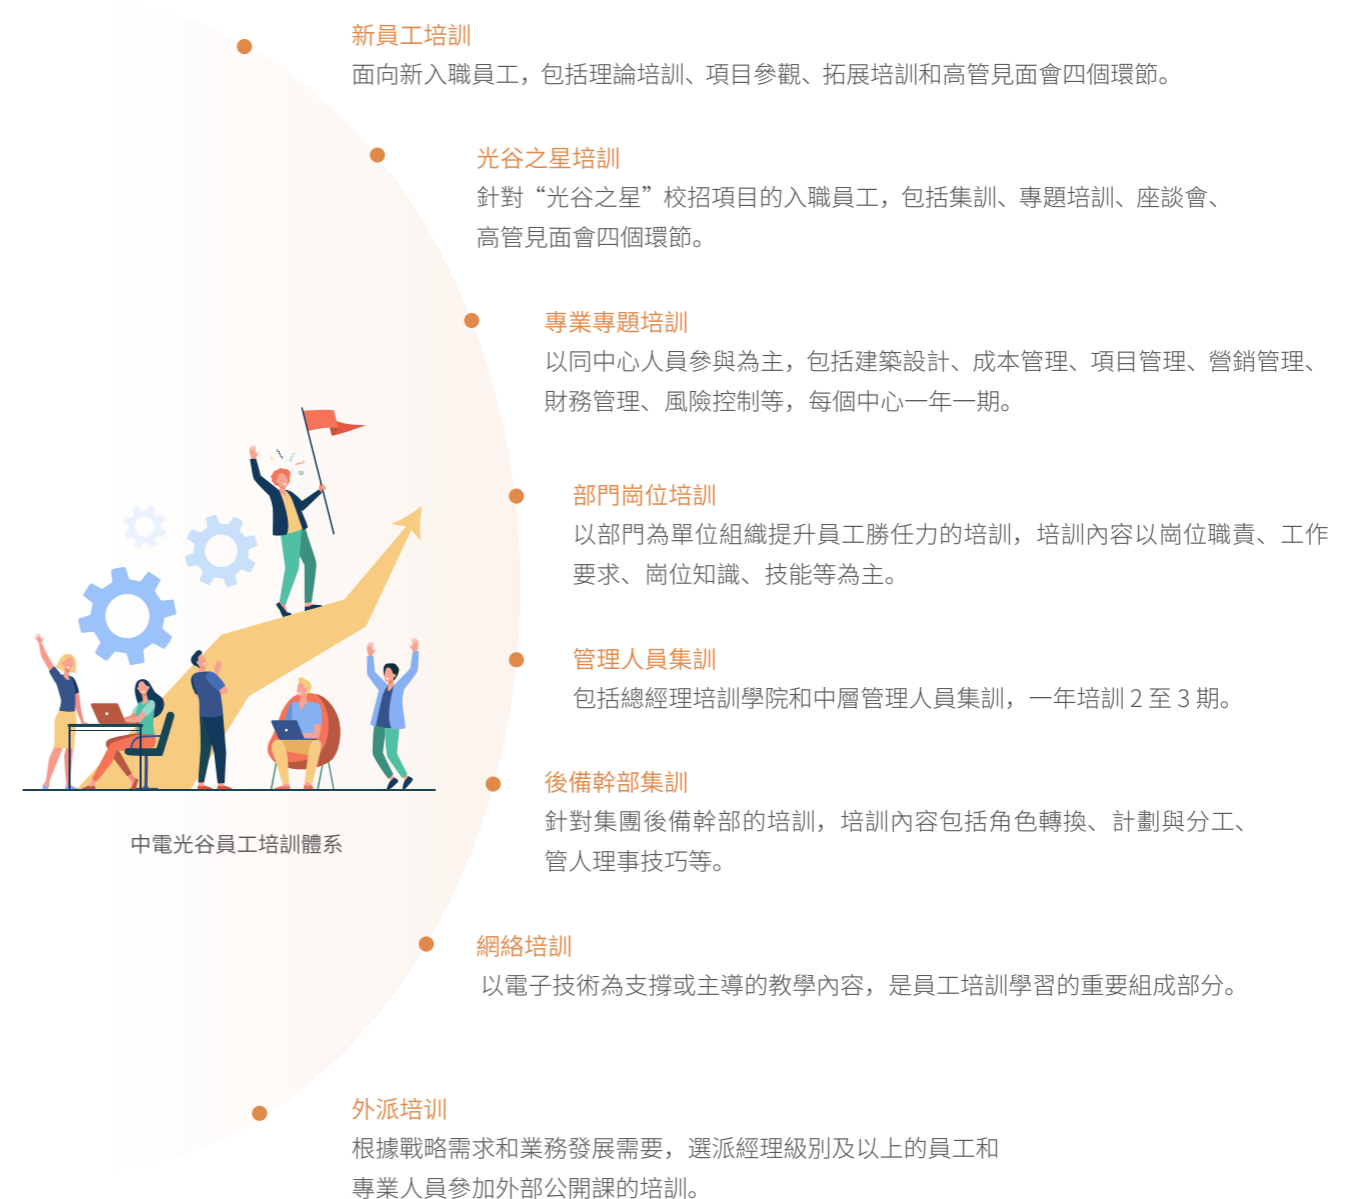 新員工培訓
面向新入職員工，包括理論培訓、項目參觀、拓展培訓和高管見面會四個環節。
光谷之星培訓
針對“光谷之星”校招項目的入職員工，包括集訓、專題培訓、座談會、
高管見面會四個環節。
專業專題培訓
以同中心人員參與為主，包括建築設計、成本管理、項目管理、營銷管理、
財務管理、風險控制等，每個中心一年一期。
部門崗位培訓
以部門為單位組織提升員工勝任力的培訓，培訓內容以崗位職責、工作
要求、崗位知識、技能等為主。
管理人員集訓
包括總經理培訓學院和中層管理人員集訓，一年培訓 2 至 3 期。
後備幹部集訓
針對集團後備幹部的培訓，培訓內容包括角色轉換、計劃與分工、
管人理事技巧等。
中電光谷員工培訓體系
網絡培訓
以電子技術為支撐或主導的教學內容，是員工培訓學習的重要組成部分。
外派培训
根據戰略需求和業務發展需要，選派經理級別及以上的員工和
專業人員參加外部公開課的培訓。